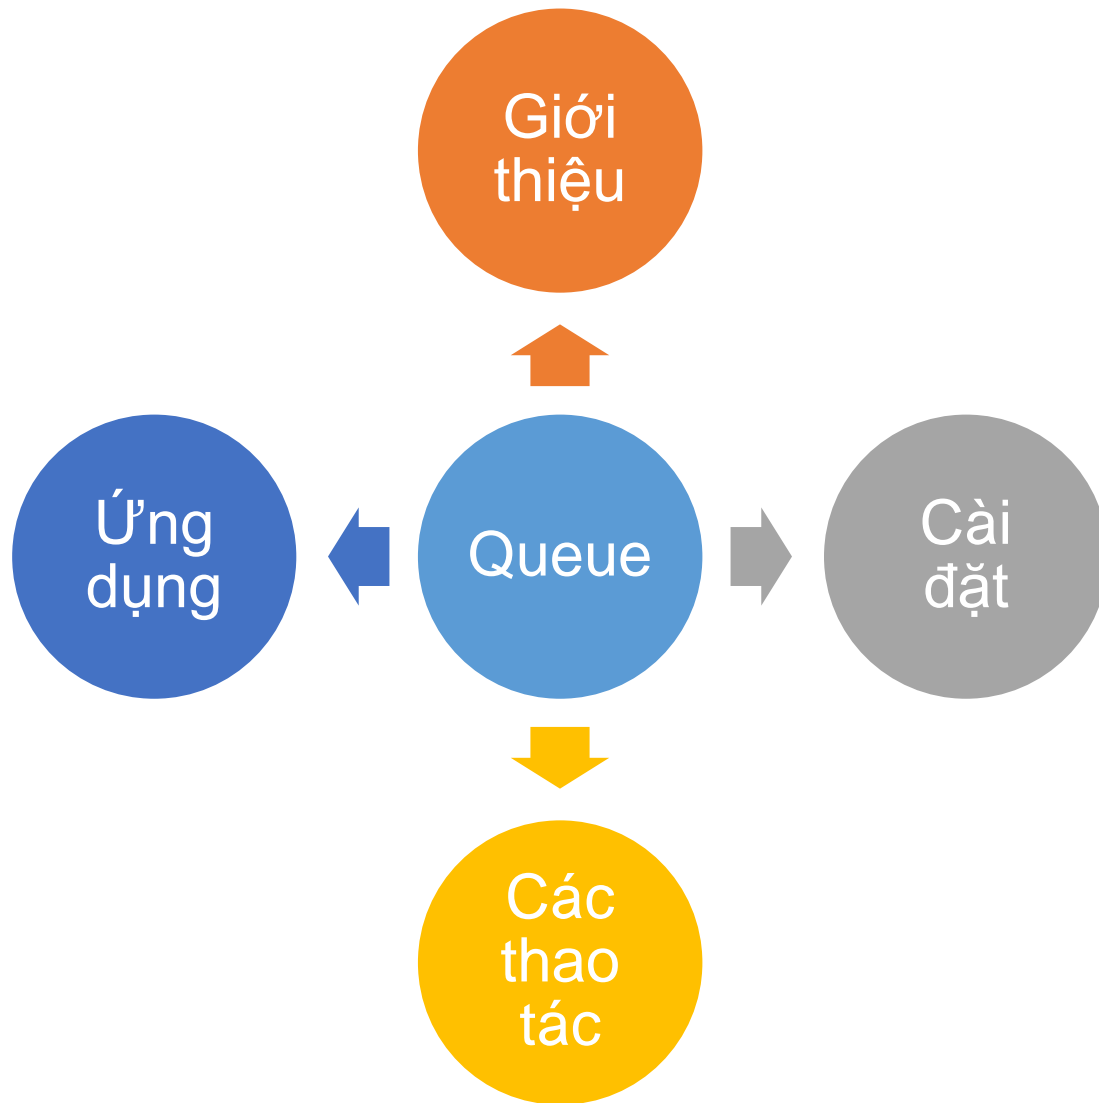 Giới
thiệu
Ứng
dụng
Queue
Cài
đặt
Các
thao
tác